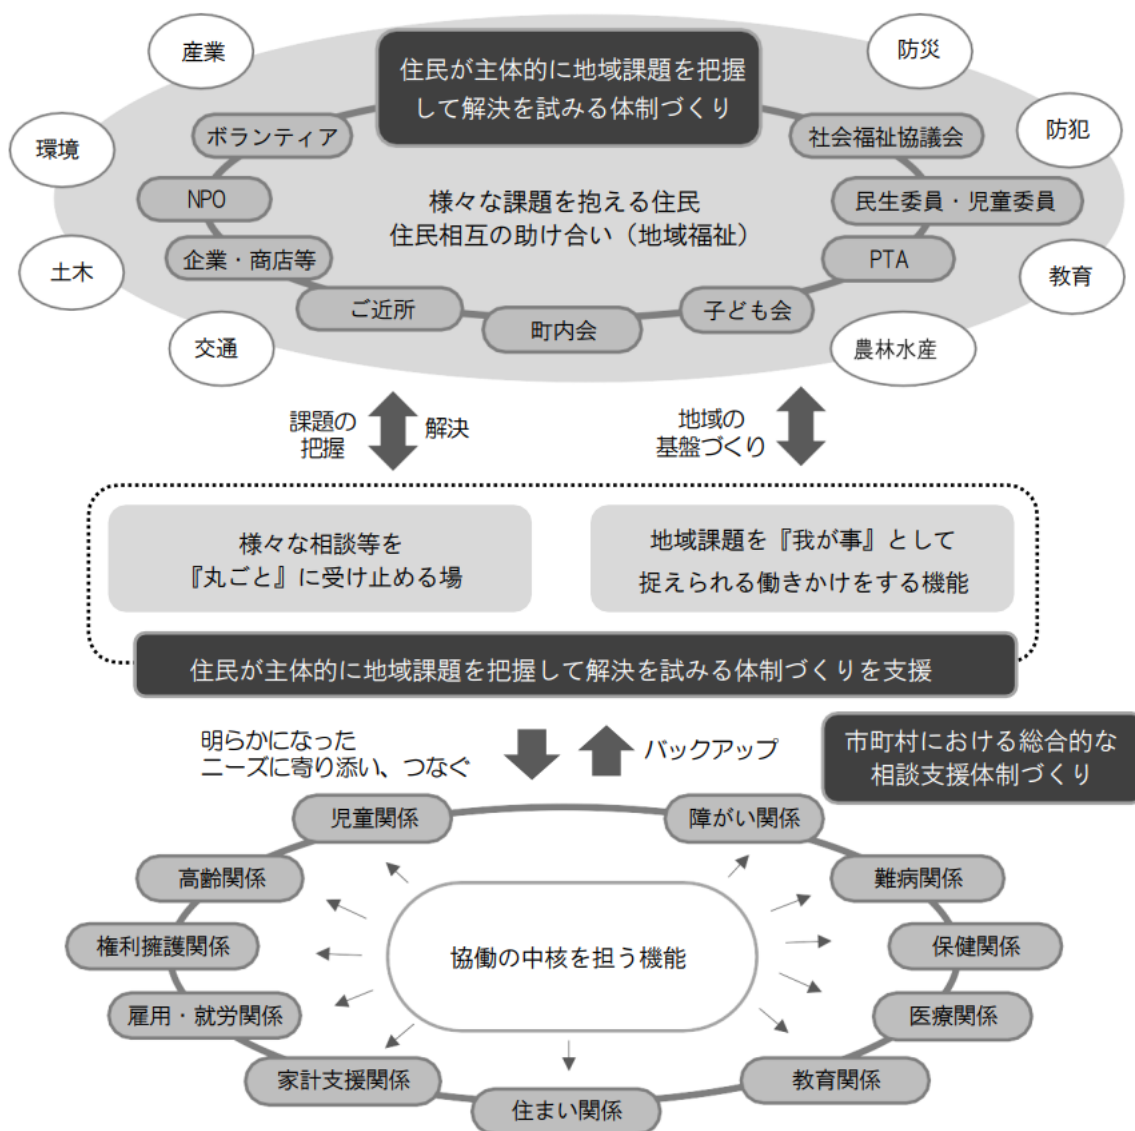 産業
防災
住民が主体的に地域課題を把握
して解決を試みる体制づくり
環境
ボランティア
社会福祉協議会
防犯
NPO
様々な課題を抱える住民
住民相互の助け合い（地域福祉）
民生委員・児童委員
土木
企業・商店等
PTA
教育
ご近所
町内会
子ども会
交通
農林水産
課題の
把握
解決
地域の
基盤づくり
様々な相談等を
『丸ごと』に受け止める場
地域課題を『我が事』として
捉えられる働きかけをする機能
住民が主体的に地域課題を把握して解決を試みる体制づくりを支援
明らかになった
ニーズに寄り添い、つなぐ
バックアップ
市町村における総合的な
相談支援体制づくり
児童関係
障がい関係
高齢関係
難病関係
権利擁護関係
協働の中核を担う機能
保健関係
雇用・就労関係
医療関係
家計支援関係
教育関係
住まい関係